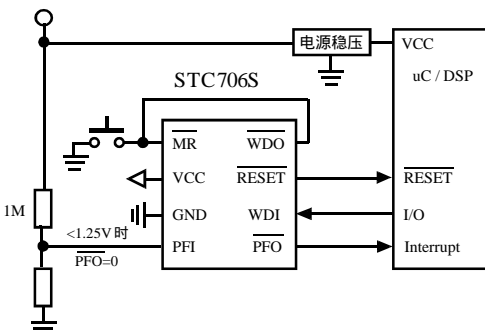 电源稳压
VCC
uC / DSP
STC706S
MR
WDO
VCC
RESET
RESET
GND
WDI
I/O
1M
<1.25V 时
PFI
PFO
Interrupt
PFO=0